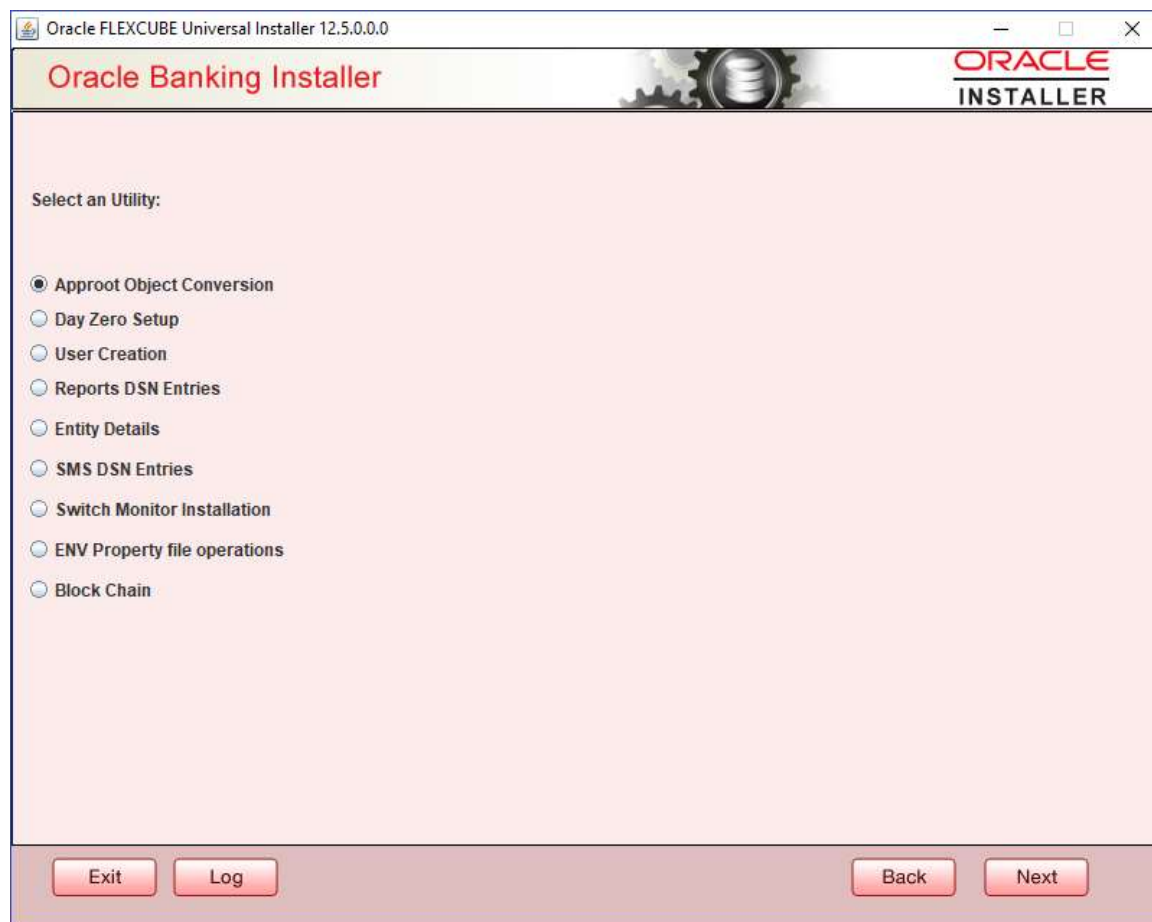 Oracle FLEXCUBE Universal Installer 12.5.0.0.0
Oracle Banking Installer
ORACLE
INSTALLER
Select an Utility:
Approot Object Conversion
Day Zero Setup
User Creation
Reports DSN Entries
Entity Details
SMS DSN Entries
Switch Monitor Installation
ENV Property file operations
Block Chain
Exit Log Back Next